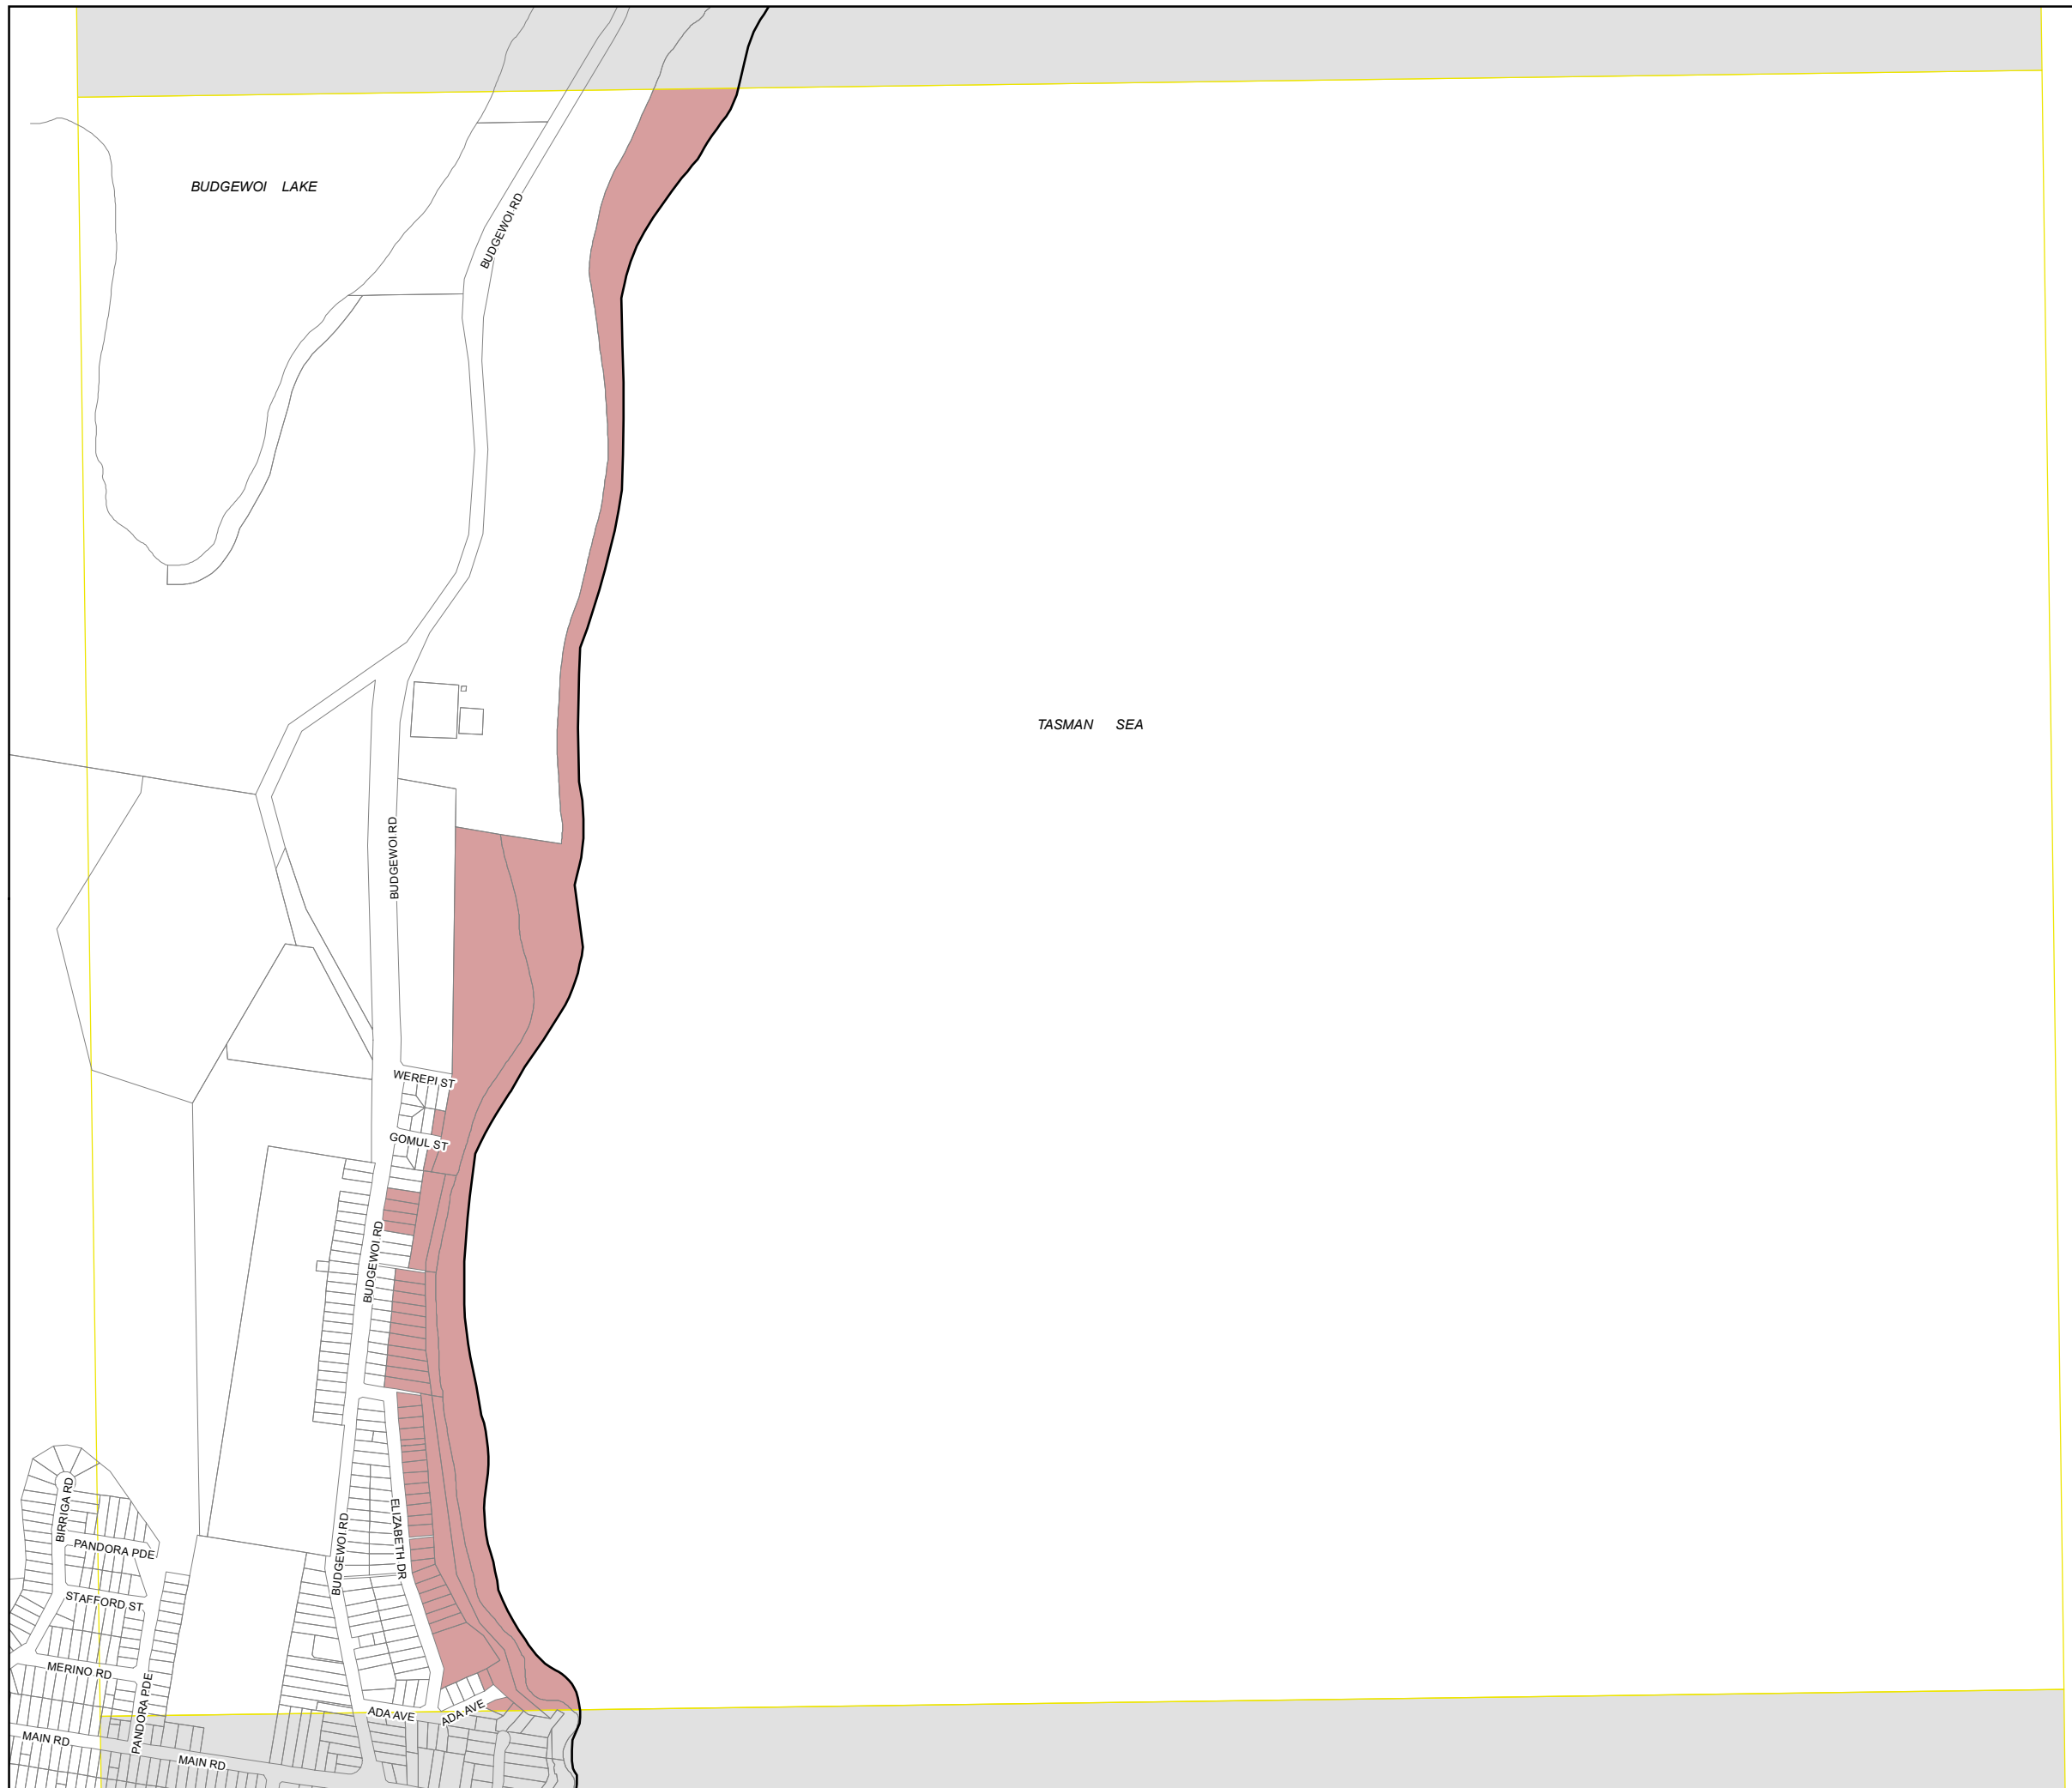 BUDGEWOI LAKE
BUDGEWOI RD
TASMAN SEA
BUDGEWOI RD
WEREPI ST
GOMUL ST
BUDGEWOI RD
BIRRIGA RD
PANDORA PDE
ELIZABETH DR
BUDGEWOI RD
STAFFORD ST
MERINO RD
PANDORA PDE
ADA AVE
ADA AVE
MAIN RD
MAIN RD